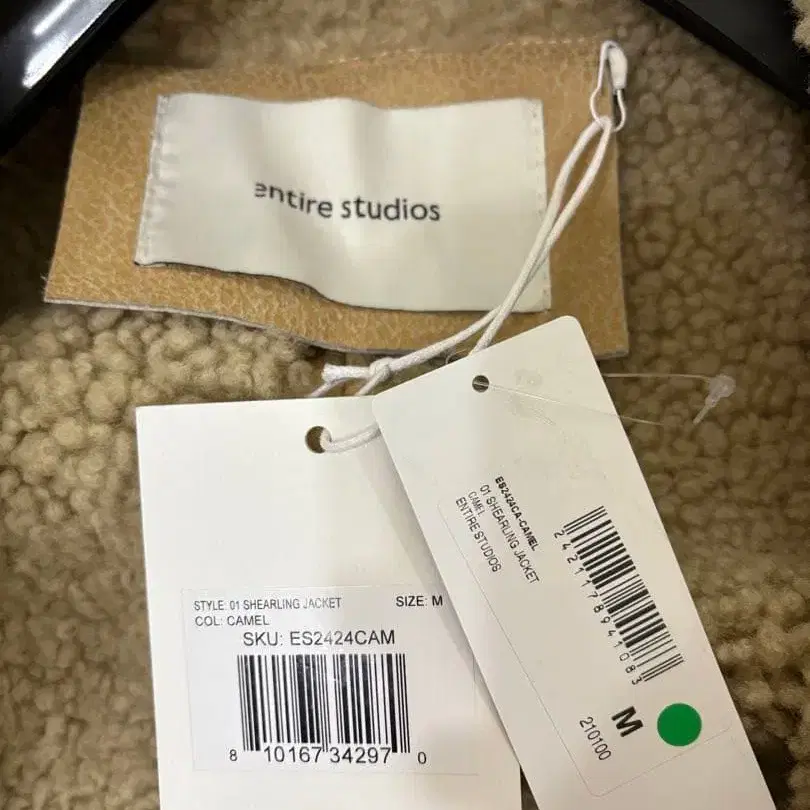 entire studios
STYLE: 01 SHEARLING JACKET SIZE: M
COL: CAMEL
SKU: ES2424CAM
8 10167 34297 0
ES2424CA-CAMEL
01 SHEARLING JACKET
CAMEL
ENTIRE STUDIOS
2421178941083
M
210100